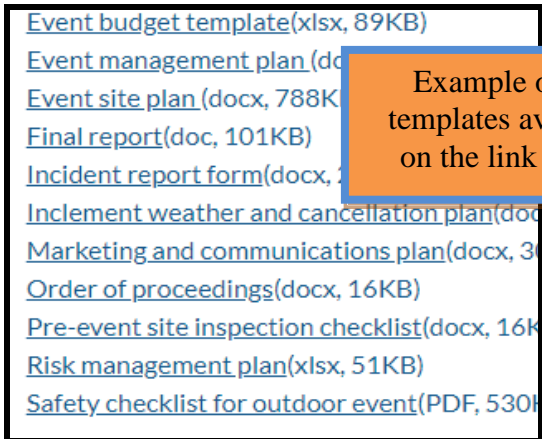 Event budget template(xlsx, 89KB)
Event management plan (do
Event site plan (docx, 788K
Final report(doc, 101KB)
Incident report form(docx,
Inclement weather and cancellation plan(doc
Marketing and communications plan(docx, 30
Order of proceedings(docx, 16KB)
Pre-event site inspection checklist(docx, 16K
Risk management plan(xlsx, 51KB)
Safety checklist for outdoor event(PDF, 530K
Example o
templates av
on the link